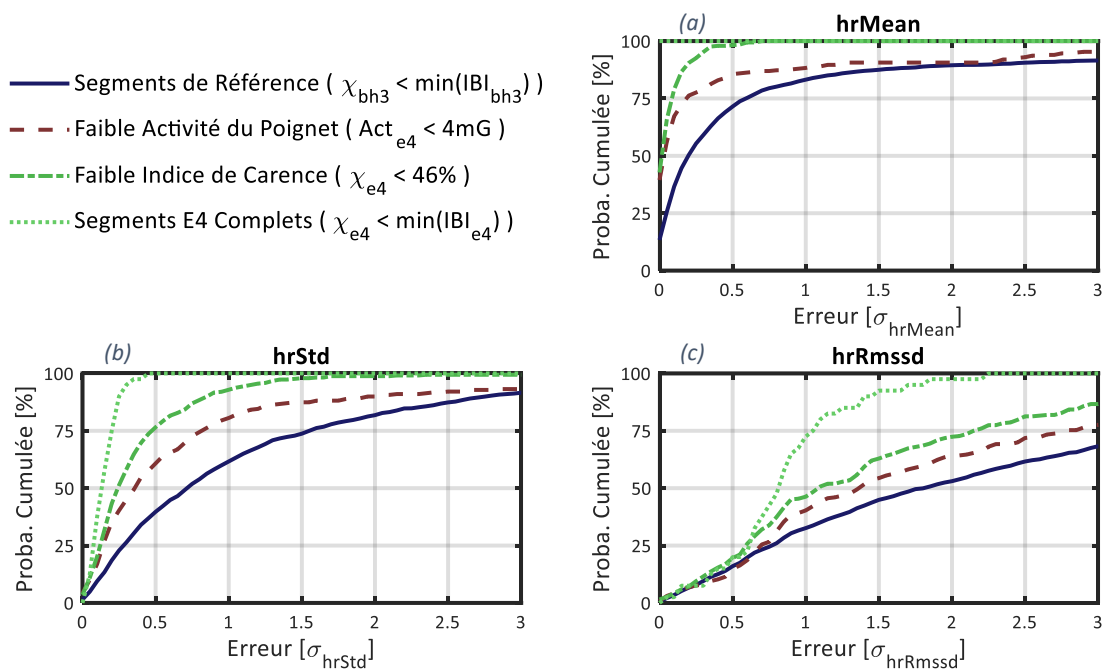 Segments de Référence ( χbh3 < min(IBIbh3) )
Faible Activité du Poignet ( Acte4 < 4mG )
Faible Indice de Carence ( χe4 < 46% )
Segments E4 Complets ( χe4 < min(IBIe4) )
(a) hrMean
Proba. Cumulée [%]
100
75
50
25
0
0 0.5 1 1.5 2 2.5 3
Erreur [σhrMean]
(b) hrStd
Proba. Cumulée [%]
100
75
50
25
0
0 0.5 1 1.5 2 2.5 3
Erreur [σhrStd]
(c) hrRmssd
Proba. Cumulée [%]
100
75
50
25
0
0 0.5 1 1.5 2 2.5 3
Erreur [σhrRmssd]